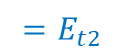 = E_{t2}